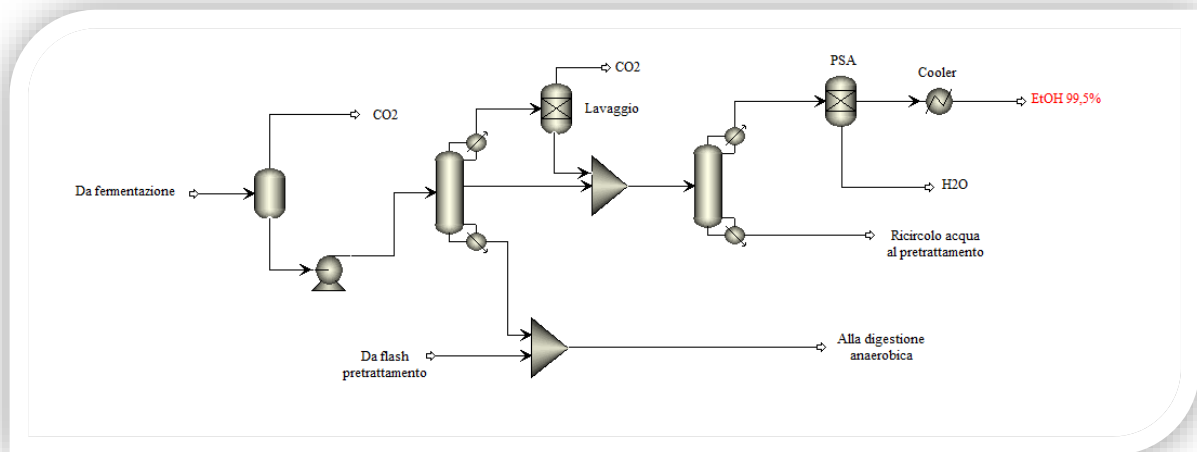 CO2
Da fermentazione
CO2
Lavaggio
PSA
Cooler
EtOH 99,5%
H2O
Ricircolo acqua
al pretrattamento
Da flash
pretrattamento
Alla digestione
anaerobica